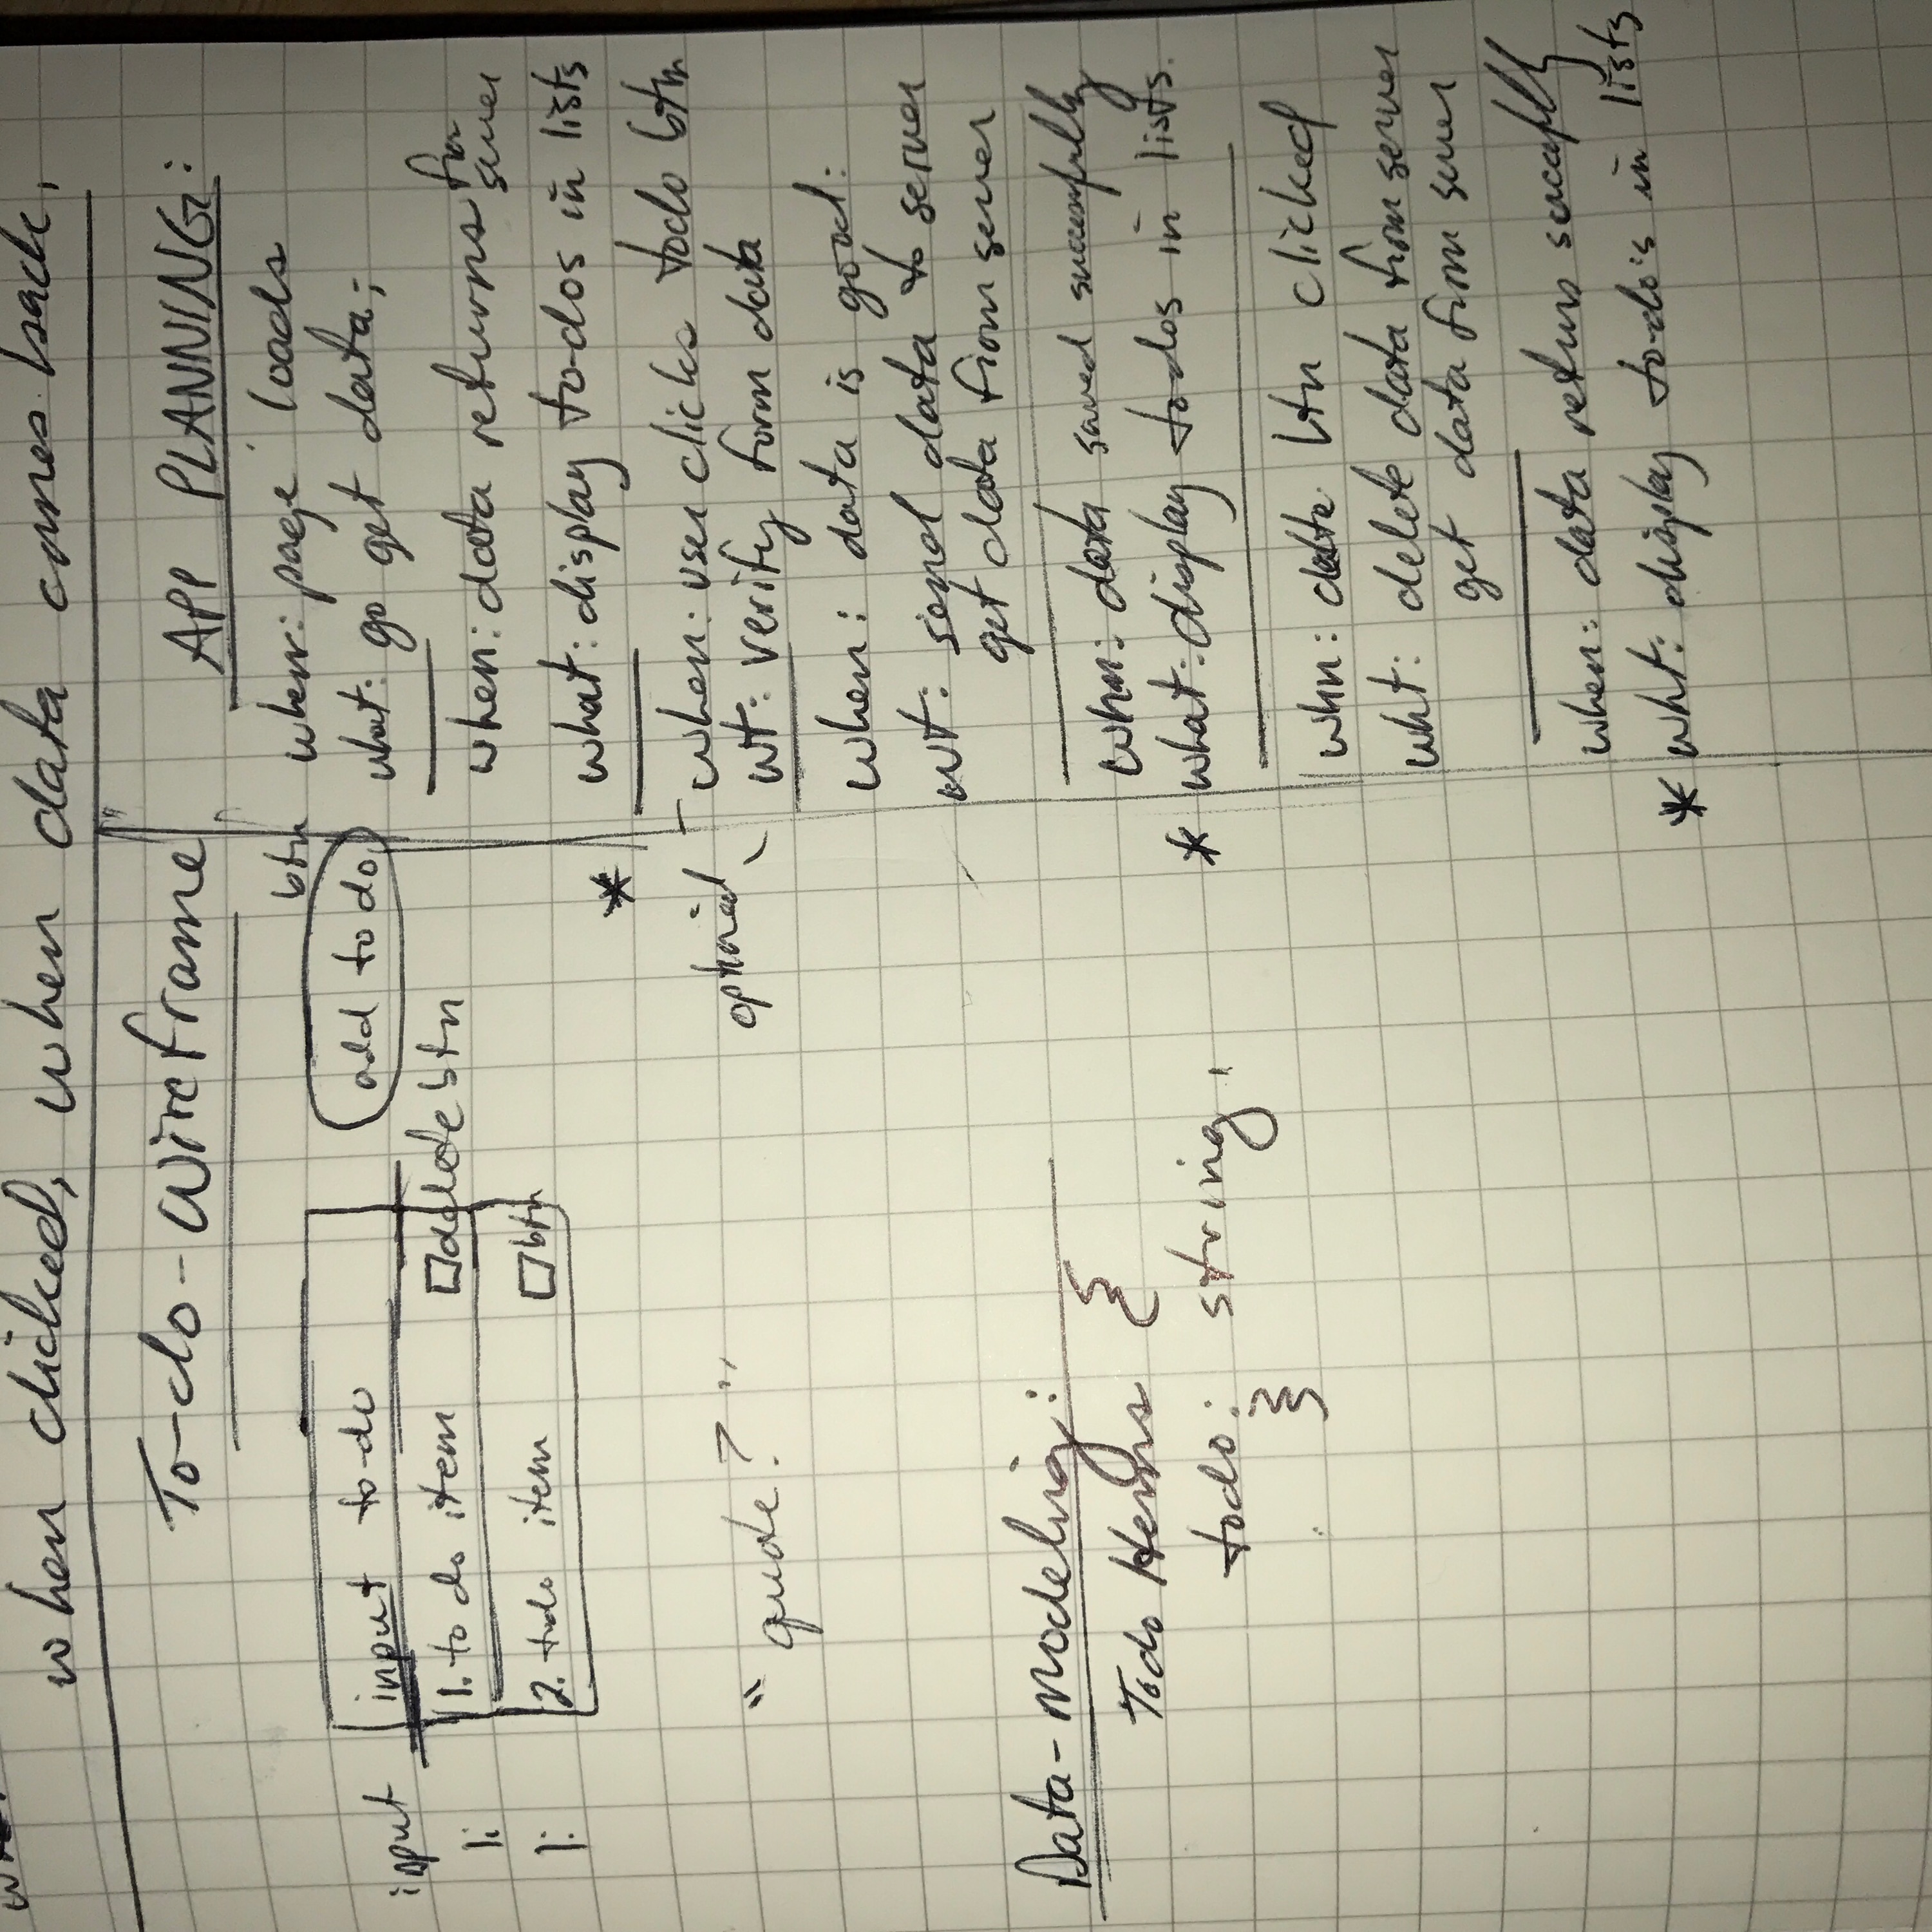 when clicked, when data comes back,
To-do-wireframe
btn
input
input to-do
add to do
li
1. to do item
delete btn
li
2. todo item
btn
"quote?"
Data-modeling:
Todo Items {
todo: string,
}
APP PLANNING:
when: page loads
what: go get data;
when: data returns from server
what: display to-dos in lists
*
optional
when: user clicks todo btn
wt: verify form data
when: data is good:
wt: send data to server
get data from server
when: data saved successfully
* what: display to-dos in lists.
whn: delete btn clicked
wht: delete data from server
get data from server
when: data returns successfully
* wht: display to-do's in lists